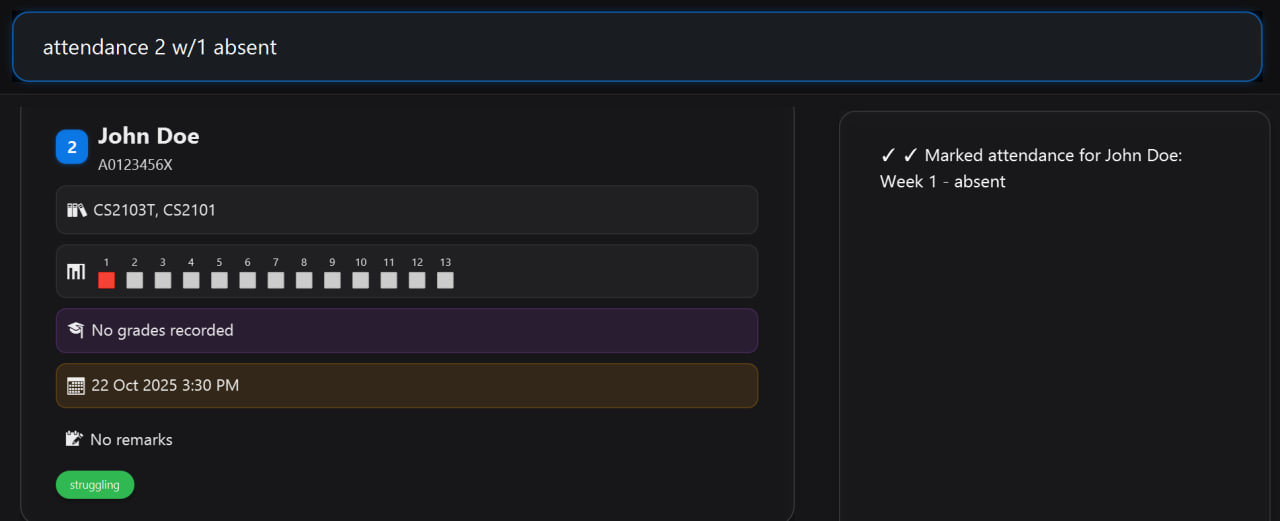 attendance 2 w/1 absent
2 John Doe
A0123456X
CS2103T, CS2101
1 2 3 4 5 6 7 8 9 10 11 12 13
No grades recorded
22 Oct 2025 3:30 PM
No remarks
struggling
✓ ✓ Marked attendance for John Doe:
Week 1 - absent